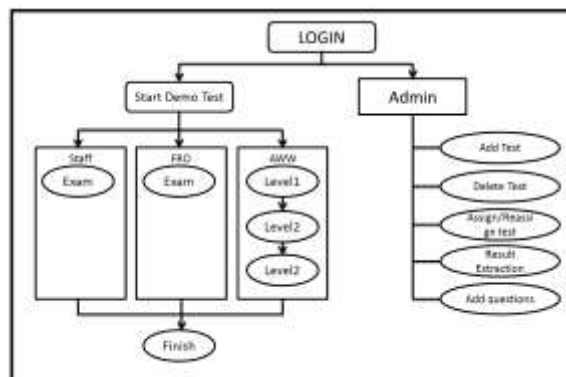 LOGIN
Start Demo Test
Admin
Staff
Exam
FRO
Exam
AWW
Level1
Level2
Level2
Finish
Add Test
Delete Test
Assign/Reassi
gn test
Result
Extraction
Add questions